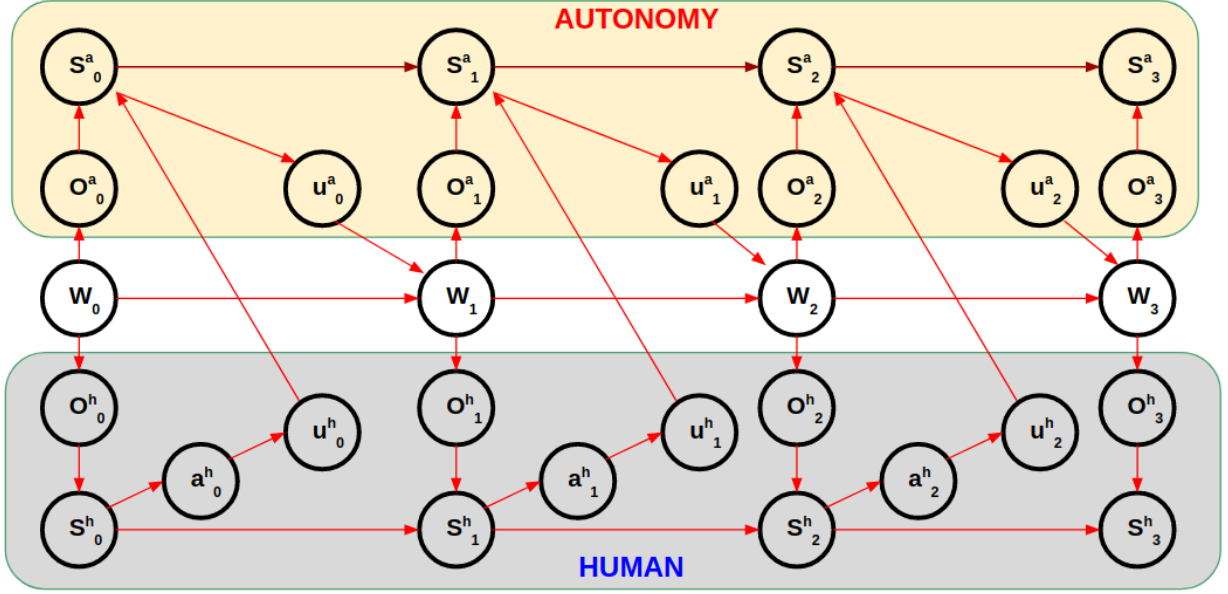 AUTONOMY
S^a_0 S^a_1 S^a_2 S^a_3
O^a_0 u^a_0 O^a_1 u^a_1 O^a_2 u^a_2 O^a_3
W_0 W_1 W_2 W_3
O^h_0 u^h_0 O^h_1 u^h_1 O^h_2 u^h_2 O^h_3
a^h_0 a^h_1 a^h_2
S^h_0 S^h_1 S^h_2 S^h_3
HUMAN